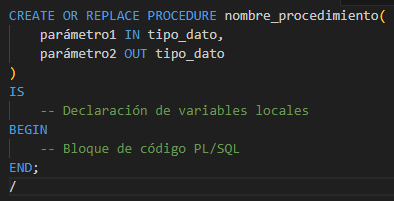 CREATE OR REPLACE PROCEDURE nombre_procedimiento(
    parámetro1 IN tipo_dato,
    parámetro2 OUT tipo_dato
)
IS
    -- Declaración de variables locales
BEGIN
    -- Bloque de código PL/SQL
END;
/